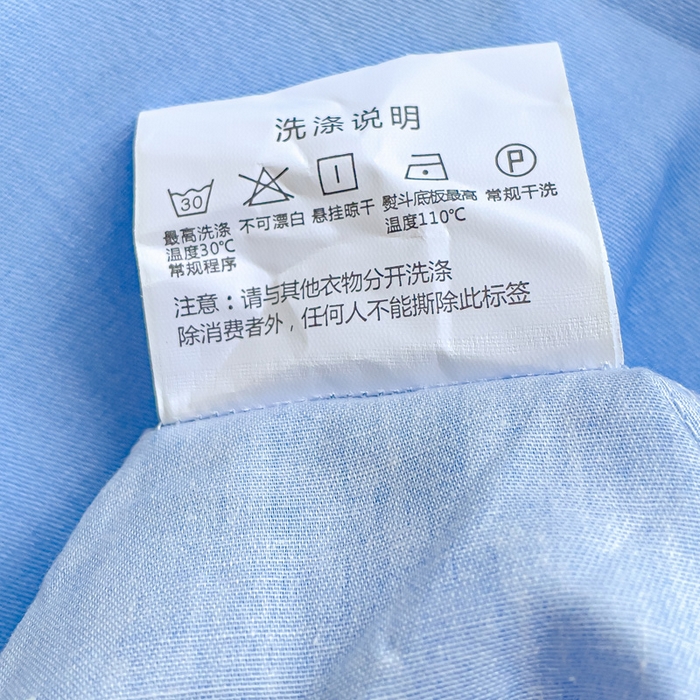 洗涤说明
30
P
最高洗涤 不可漂白 悬挂晾干 熨斗底板最高 常规干洗
温度30℃ 温度110℃
常规程序
注意：请与其他衣物分开洗涤
除消费者外，任何人不能撕除此标签